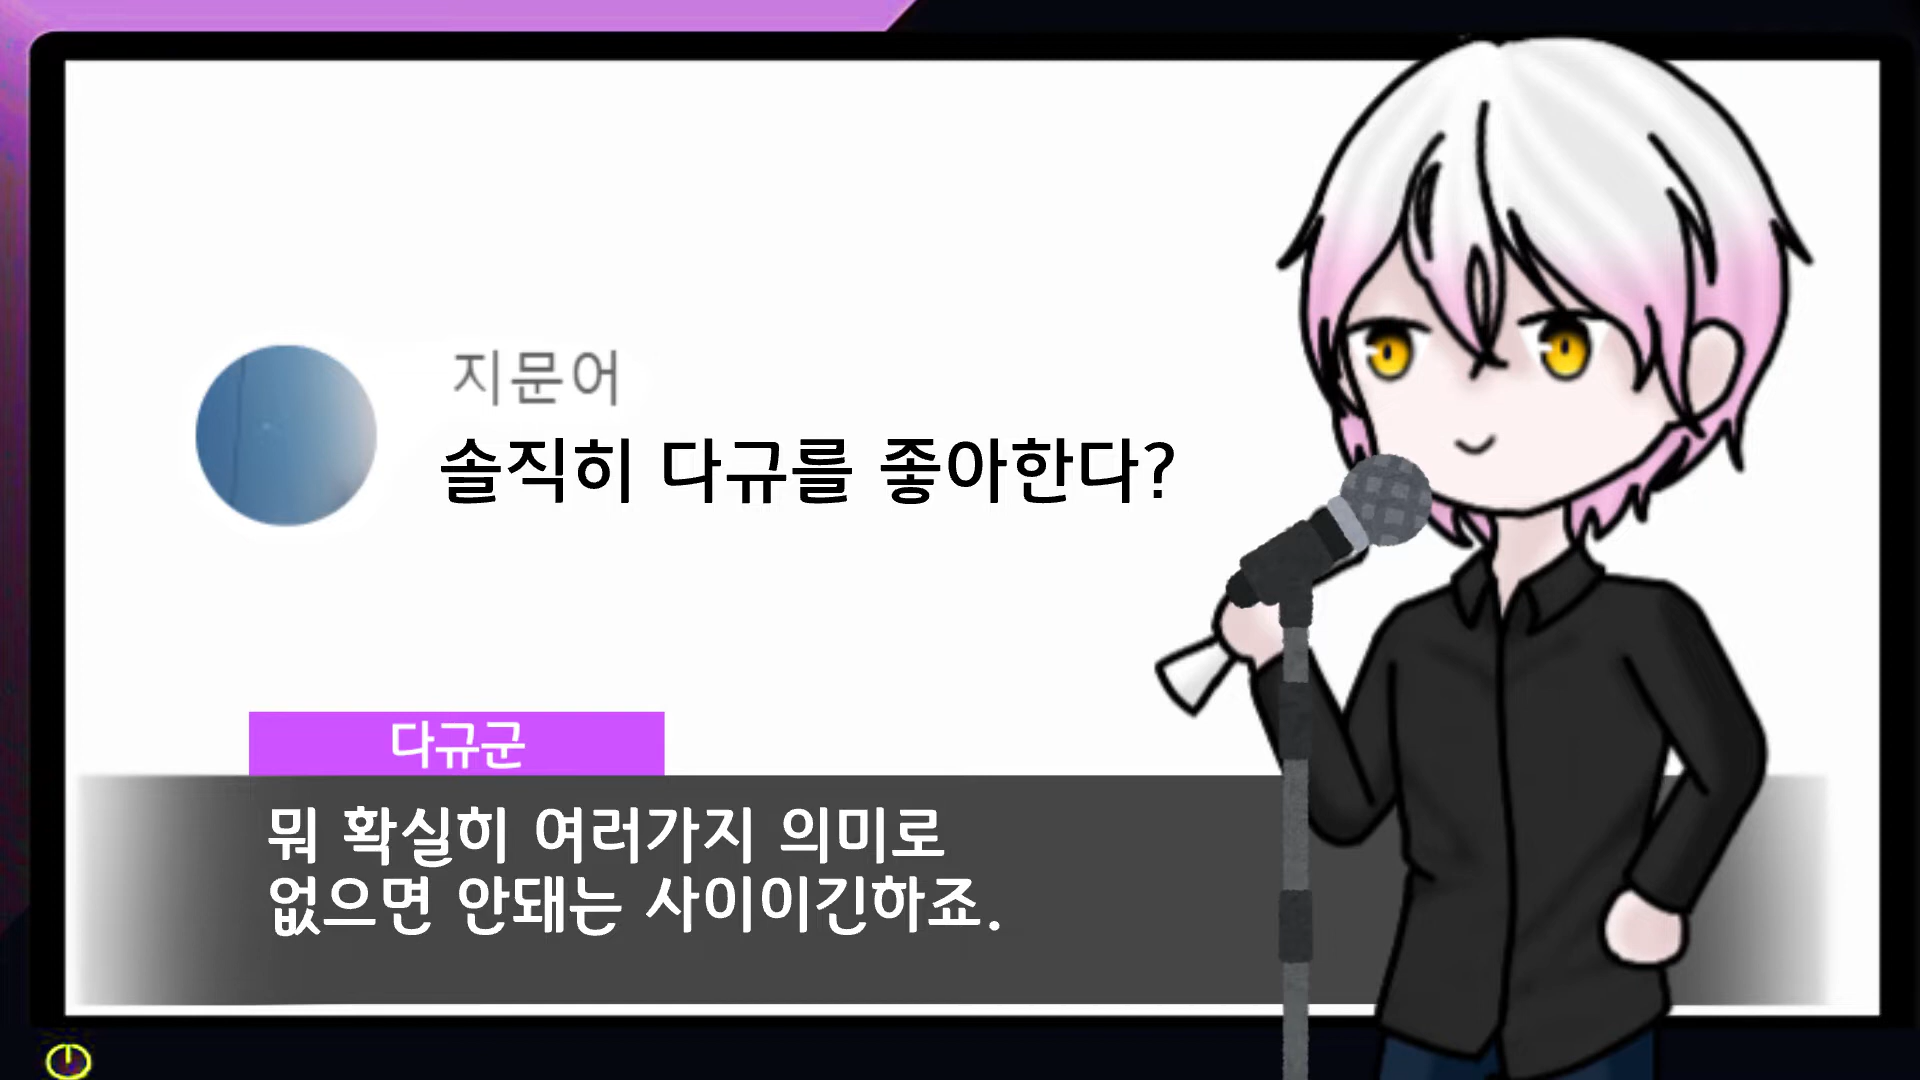 지문어
솔직히 다규를 좋아한다?
다규군
뭐 확실히 여러가지 의미로
없으면 안돼는 사이이긴하죠.